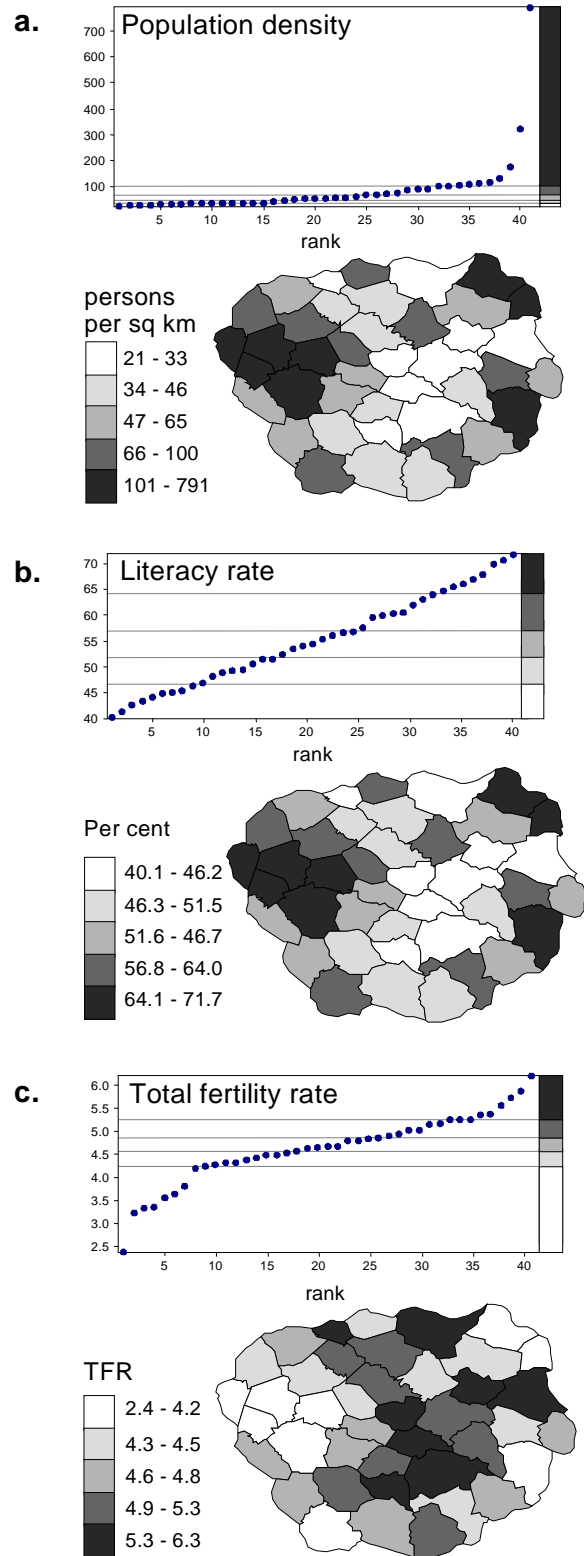 a.
Population density
700
600
500
400
300
200
100
10 20 30 40
rank
persons
per sq km
21 - 33
34 - 46
47 - 65
66 - 100
101 - 791
b.
Literacy rate
70
65
60
55
50
45
40
5 10 15 20 25 30 35 40
rank
Per cent
40.1 - 46.2
46.3 - 51.5
51.6 - 46.7
56.8 - 64.0
64.1 - 71.7
c.
Total fertility rate
6.0
5.5
5.0
4.5
4.0
3.5
3.0
2.5
5 10 15 20 25 30 35 40
rank
TFR
2.4 - 4.2
4.3 - 4.5
4.6 - 4.8
4.9 - 5.3
5.3 - 6.3